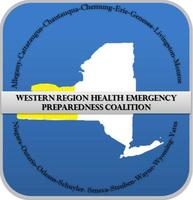 Allegany-Cattaraugus-Chautauqua-Chemung-Erie-Genesee-Livingston-Monroe
WESTERN REGION HEALTH EMERGENCY
PREPAREDNESS COALITION
Niagara-Ontario-Orleans-Schuyler- Seneca-Steuben-Wayne-Wyoming-Yates